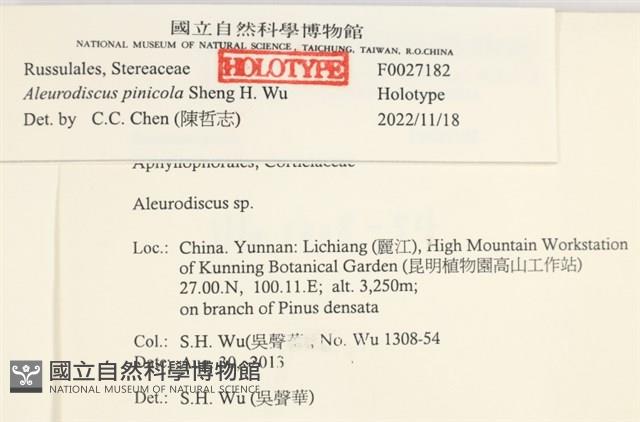 國立自然科學博物館
NATIONAL MUSEUM OF NATURAL SCIENCE, TAICHUNG, TAIWAN, R.O.CHINA
Russulales, Stereaceae HOLOTYPE F0027182
Aleurodiscus pinicola Sheng H. Wu Holotype
Det. by C.C. Chen (陳哲志) 2022/11/18
Aphyllophorales, Corticiaceae
Aleurodiscus sp.
Loc.: China. Yunnan: Lichiang (麗江), High Mountain Workstation
of Kunning Botanical Garden (昆明植物園高山工作站)
27.00.N, 100.11.E; alt. 3,250m;
on branch of Pinus densata
Col.: S.H. Wu(吳聲華), No. Wu 1308-54
Date: Aug 30, 2013
Det.: S.H. Wu (吳聲華)
國立自然科學博物館
NATIONAL MUSEUM OF NATURAL SCIENCE